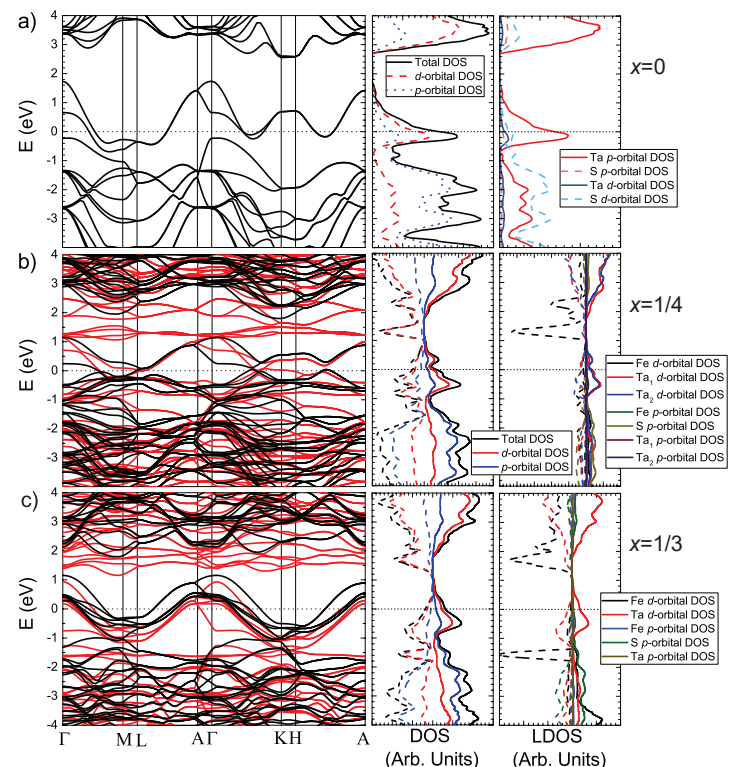 a)
4
3
2
1
0
-1
-2
-3
E (eV)
Total DOS
d-orbital DOS
p-orbital DOS
x=0
Ta p-orbital DOS
S p-orbital DOS
Ta d-orbital DOS
S d-orbital DOS
b)
4
3
2
1
0
-1
-2
-3
E (eV)
Total DOS
d-orbital DOS
p-orbital DOS
x=1/4
Fe d-orbital DOS
Ta1 d-orbital DOS
Ta2 d-orbital DOS
Fe p-orbital DOS
S p-orbital DOS
Ta1 p-orbital DOS
Ta2 p-orbital DOS
c)
4
3
2
1
0
-1
-2
-3
-4
E (eV)
x=1/3
Fe d-orbital DOS
Ta d-orbital DOS
Fe p-orbital DOS
S p-orbital DOS
Ta p-orbital DOS
Γ M L A Γ K H A
DOS
(Arb. Units)
LDOS
(Arb. Units)